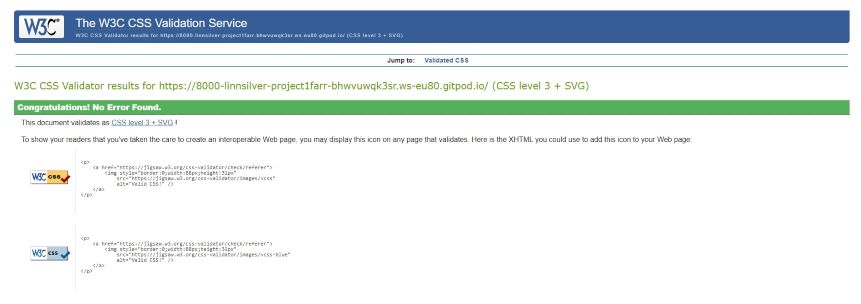 W3C® The W3C CSS Validation Service
W3C CSS Validator results for https://8000-linnsilver-project1farr-bhwvuwqk3sr.ws-eu80.gitpod.io/ (CSS level 3 + SVG)
Jump to: Validated CSS
W3C CSS Validator results for https://8000-linnsilver-project1farr-bhwvuwqk3sr.ws-eu80.gitpod.io/ (CSS level 3 + SVG)
Congratulations! No Error Found.
This document validates as CSS level 3 + SVG !
To show your readers that you've taken the care to create an interoperable Web page, you may display this icon on any page that validates. Here is the XHTML you could use to add this icon to your Web page:
W3C CSS
<p>
<a href="https://jigsaw.w3.org/css-validator/check/referer">
<img style="border:0;width:88px;height:31px"
src="https://jigsaw.w3.org/css-validator/images/vcss"
alt="Valid CSS!" />
</a>
</p>
W3C CSS
<p>
<a href="https://jigsaw.w3.org/css-validator/check/referer">
<img style="border:0;width:88px;height:31px"
src="https://jigsaw.w3.org/css-validator/images/vcss-blue"
alt="Valid CSS!" />
</a>
</p>